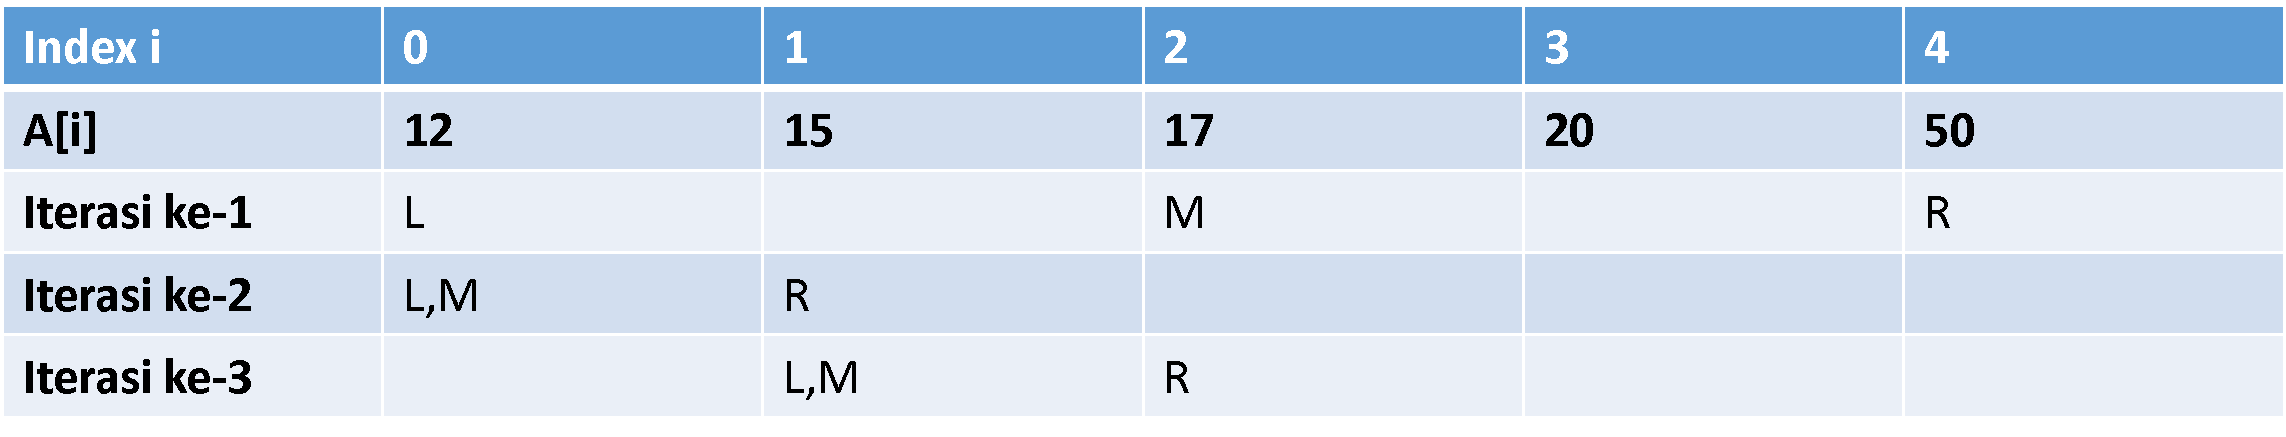 Index i 0 1 2 3 4
A[i] 12 15 17 20 50
Iterasi ke-1 L M R
Iterasi ke-2 L,M R
Iterasi ke-3 L,M R